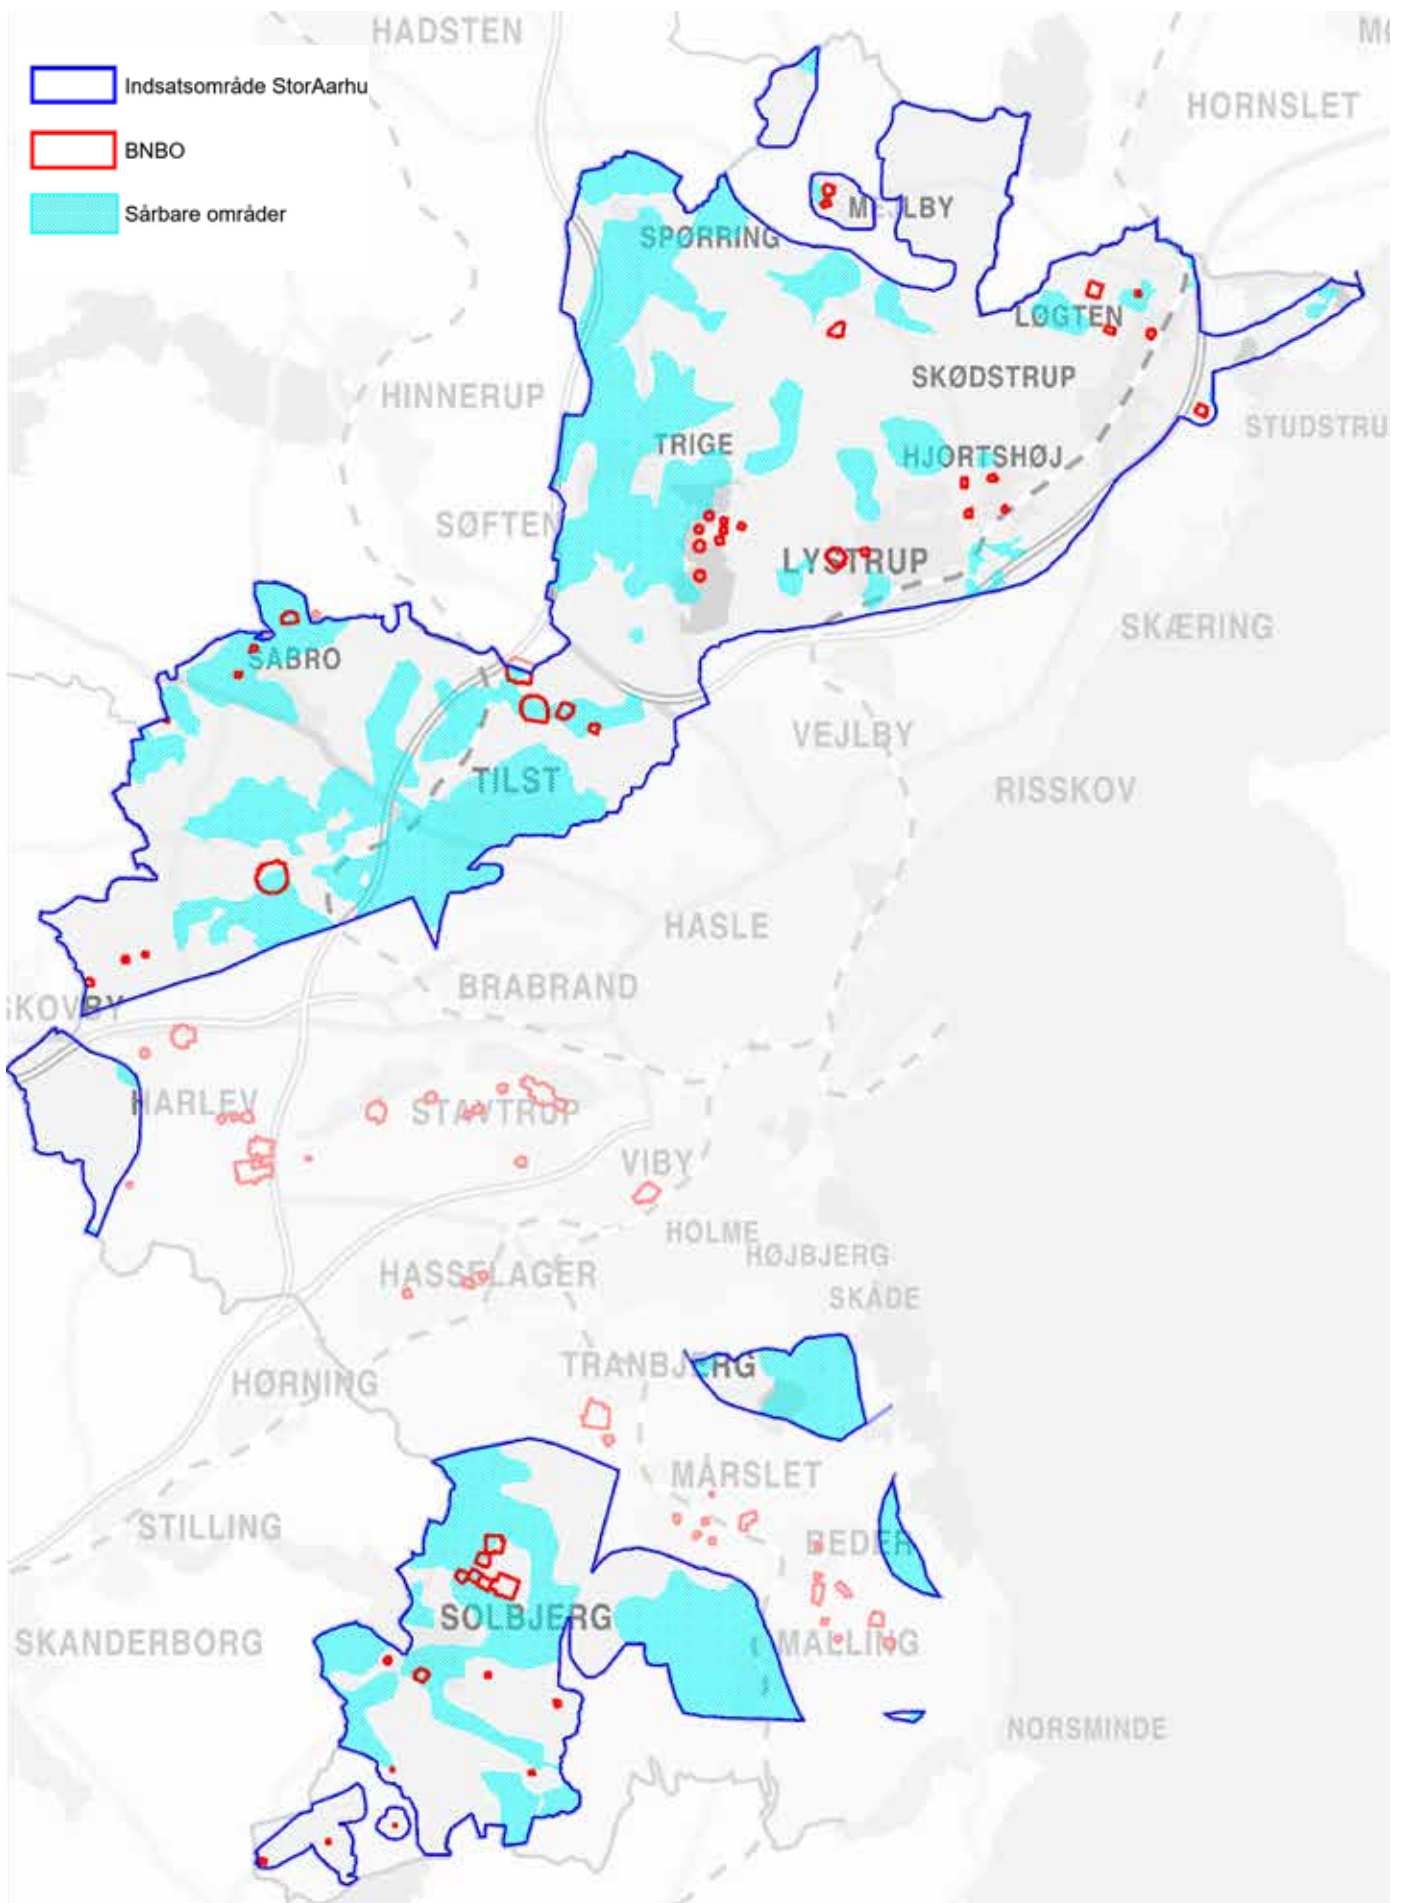 HADSTEN
Indsatsområde StorAarhu
HORNSLET
BNBO
Sårbare områder
MEJLBY
SPØRRING
LØGTEN
SKØDSTRUP
HINNERUP
STUDSTRU
TRIGE
HJORTSHØJ
SØFTEN
LYSTRUP
SKÆRING
SABRO
VEJLBY
TILST
RISSKOV
HASLE
BRABRAND
SKOVBY
HARLEV
STAVTRUP
VIBY
HOLME
HØJBJERG
HASSELAGER
SKÅDE
TRANBJERG
HØRNING
MÅRSLET
STILLING
BEDER
SOLBJERG
SKANDERBORG
MALLING
NORSMINDE